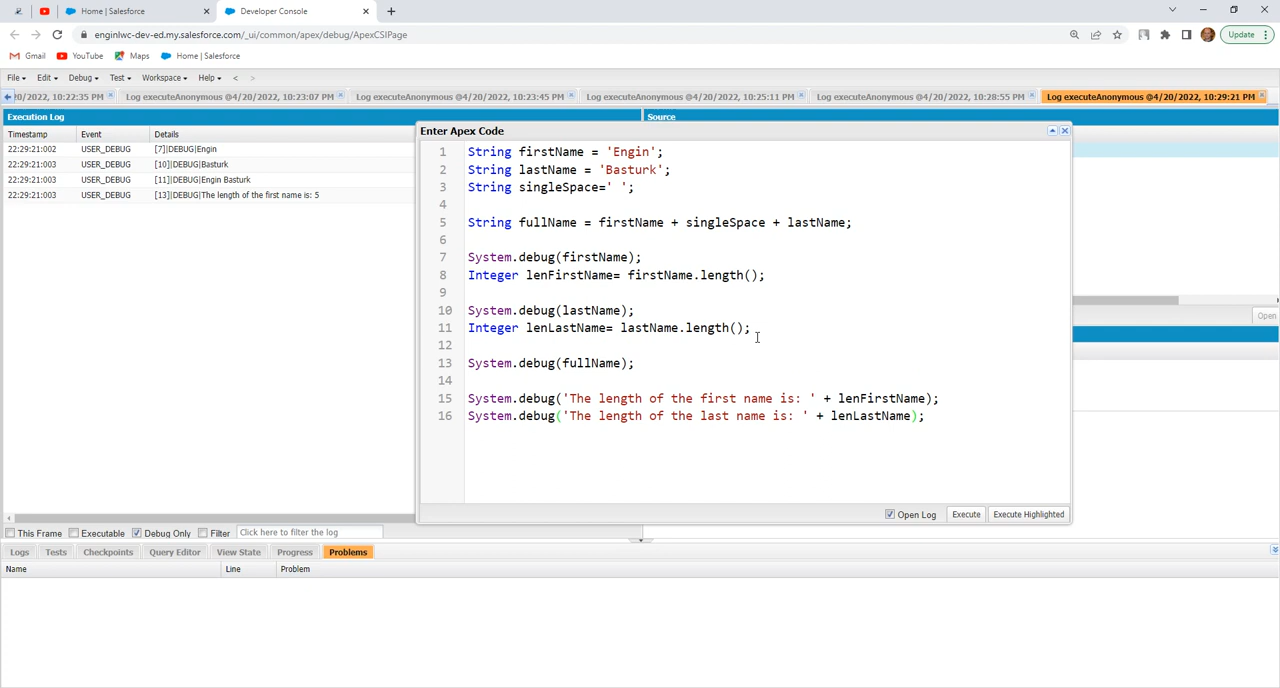 Home | Salesforce
Developer Console
enginlwc-dev-ed.my.salesforce.com/_ui/common/apex/debug/ApexCSIPage
Update
Gmail YouTube Maps Home | Salesforce
File Edit Debug Test Workspace Help < >
20/2022, 10:22:35 PM Log executeAnonymous @4/20/2022, 10:23:07 PM Log executeAnonymous @4/20/2022, 10:23:45 PM Log executeAnonymous @4/20/2022, 10:25:11 PM Log executeAnonymous @4/20/2022, 10:28:55 PM Log executeAnonymous @4/20/2022, 10:29:21 PM
Execution Log
Source
Timestamp Event Details
22:29:21:002 USER_DEBUG [7]|DEBUG|Engin
22:29:21:003 USER_DEBUG [10]|DEBUG|Basturk
22:29:21:003 USER_DEBUG [11]|DEBUG|Engin Basturk
22:29:21:003 USER_DEBUG [13]|DEBUG|The length of the first name is: 5
Enter Apex Code
1 String firstName = 'Engin';
2 String lastName = 'Basturk';
3 String singleSpace=' ';
4
5 String fullName = firstName + singleSpace + lastName;
6
7 System.debug(firstName);
8 Integer lenFirstName= firstName.length();
9
10 System.debug(lastName);
11 Integer lenLastName= lastName.length();
12
13 System.debug(fullName);
14
15 System.debug('The length of the first name is: ' + lenFirstName);
16 System.debug('The length of the last name is: ' + lenLastName);
Open Log Execute Execute Highlighted
Open
This Frame Executable Debug Only Filter Click here to filter the log
Logs Tests Checkpoints Query Editor View State Progress Problems
Name Line Problem